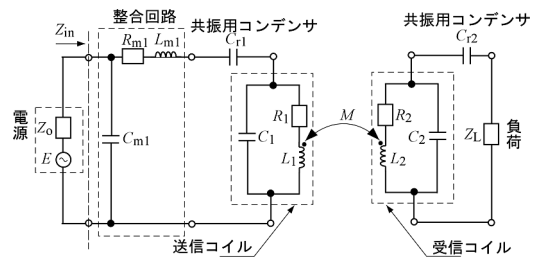 整合回路
共振用コンデンサ
共振用コンデンサ
Zin
Rm1
Lm1
Cr1
Cr2
電源
Zo
E
Cm1
C1
R1
L1
M
R2
L2
C2
ZL
負荷
送信コイル
受信コイル